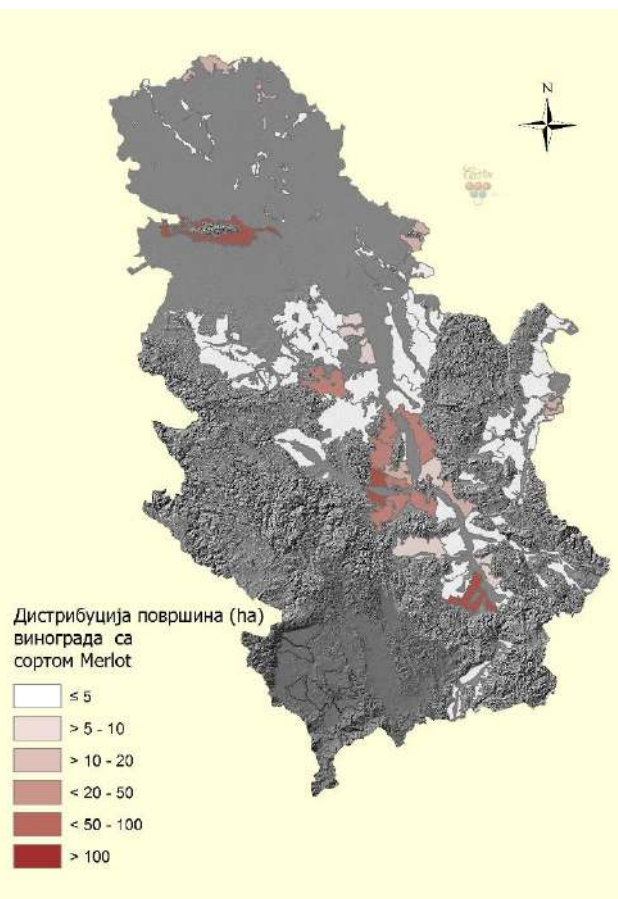 N
Дистрибуција површина (ha)
винограда са
сортом Merlot
≤ 5
> 5 - 10
> 10 - 20
< 20 - 50
< 50 - 100
> 100